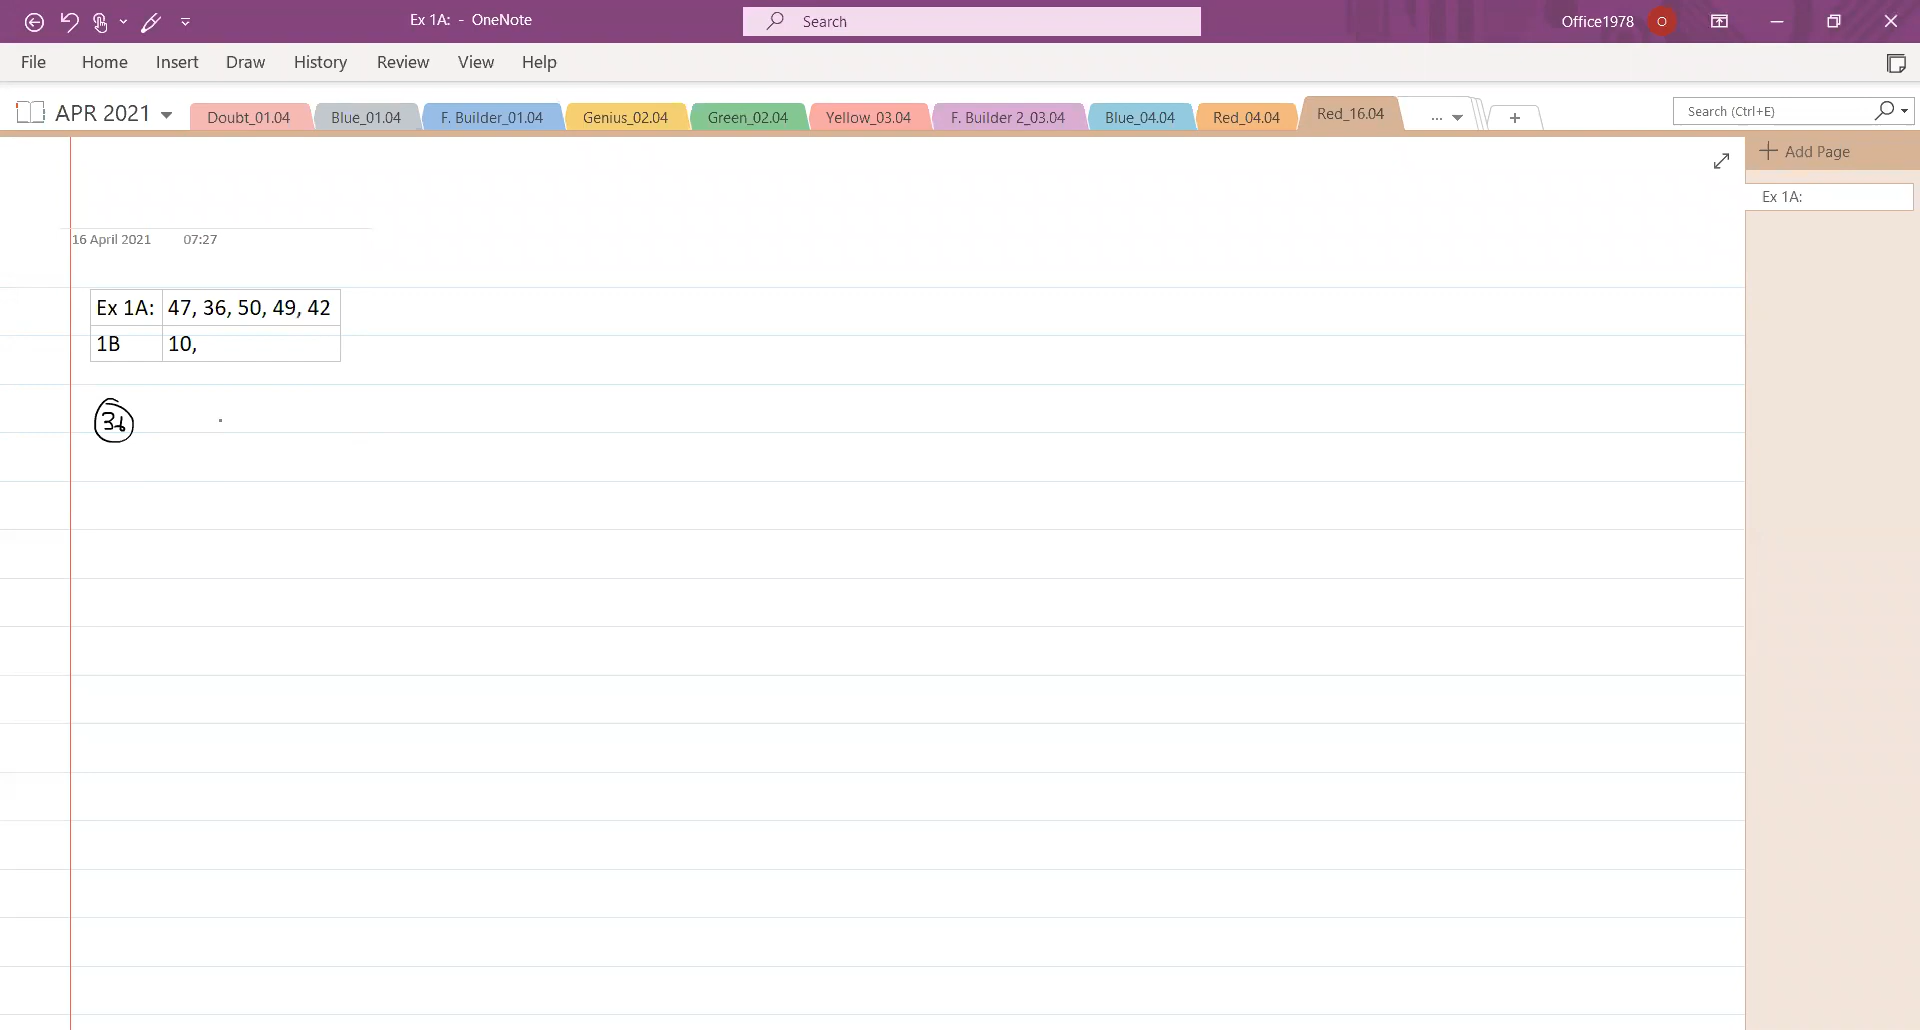 Ex 1A: - OneNote
Search
Office1978
O
File Home Insert Draw History Review View Help
APR 2021
Doubt_01.04 Blue_01.04 F. Builder_01.04 Genius_02.04 Green_02.04 Yellow_03.04 F. Builder 2_03.04 Blue_04.04 Red_04.04 Red_16.04 ... +
Search (Ctrl+E)
Add Page
Ex 1A:
16 April 2021 07:27
Ex 1A: 47, 36, 50, 49, 42
1B 10,
36